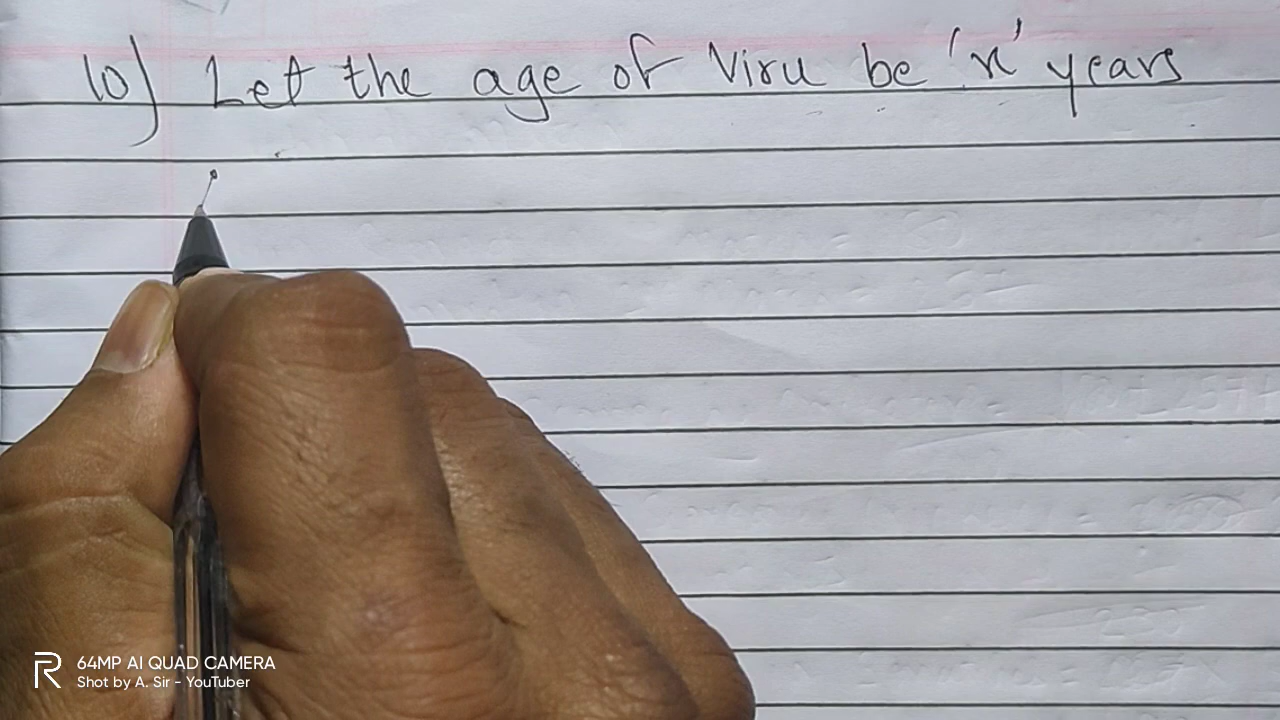 10) Let the age of Viru be 'x' years
64MP AI QUAD CAMERA
Shot by A. Sir - YouTuber